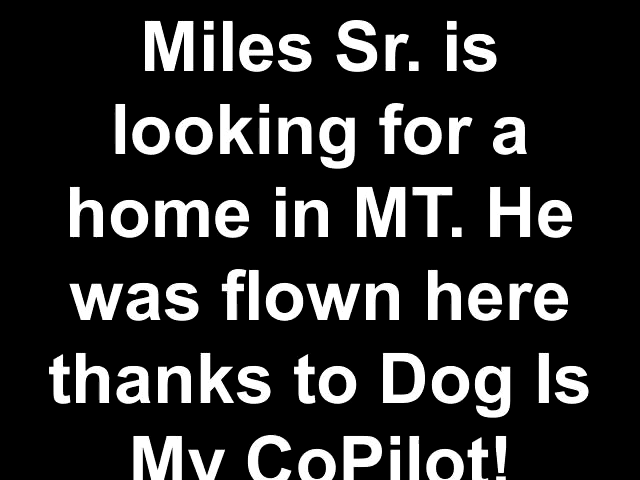 Miles Sr. is
looking for a
home in MT. He
was flown here
thanks to Dog Is
My CoPilot!